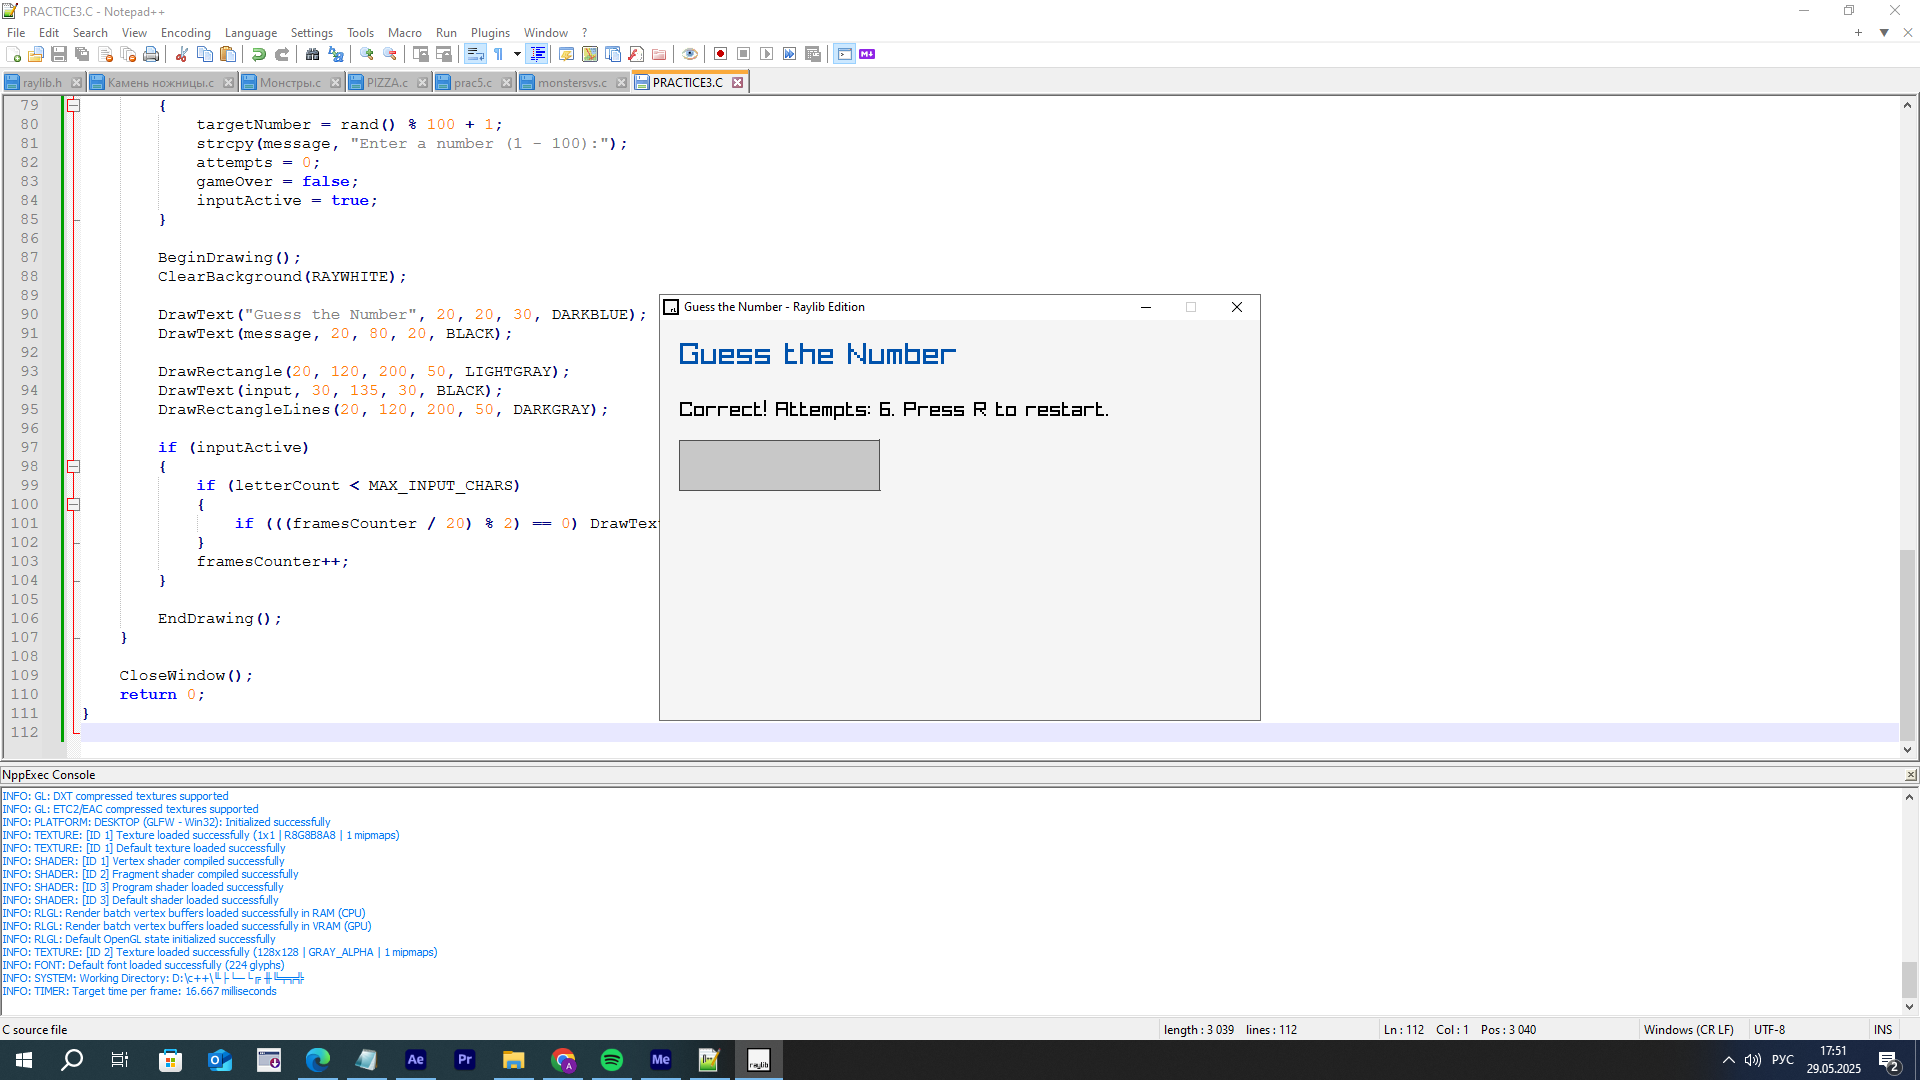 PRACTICE3.C - Notepad++
File Edit Search View Encoding Language Settings Tools Macro Run Plugins Window ?
raylib.h Камень ножницы.c Монстры.c PIZZA.c prac5.c monstersvs.c PRACTICE3.C
79 {
80 targetNumber = rand() % 100 + 1;
81 strcpy(message, "Enter a number (1 - 100):");
82 attempts = 0;
83 gameOver = false;
84 inputActive = true;
85 }
86
87 BeginDrawing();
88 ClearBackground(RAYWHITE);
89
90 DrawText("Guess the Number", 20, 20, 30, DARKBLUE);
91 DrawText(message, 20, 80, 20, BLACK);
92
93 DrawRectangle(20, 120, 200, 50, LIGHTGRAY);
94 DrawText(input, 30, 135, 30, BLACK);
95 DrawRectangleLines(20, 120, 200, 50, DARKGRAY);
96
97 if (inputActive)
98 {
99 if (letterCount < MAX_INPUT_CHARS)
100 {
101 if (((framesCounter / 20) % 2) == 0) DrawTex
102 }
103 framesCounter++;
104 }
105
106 EndDrawing();
107 }
108
109 CloseWindow();
110 return 0;
111 }
112
Guess the Number - Raylib Edition
Guess the Number
Correct! Attempts: 6. Press R to restart.
NppExec Console
INFO: GL: DXT compressed textures supported
INFO: GL: ETC2/EAC compressed textures supported
INFO: PLATFORM: DESKTOP (GLFW - Win32): Initialized successfully
INFO: TEXTURE: [ID 1] Texture loaded successfully (1x1 | R8G8B8A8 | 1 mipmaps)
INFO: TEXTURE: [ID 1] Default texture loaded successfully
INFO: SHADER: [ID 1] Vertex shader compiled successfully
INFO: SHADER: [ID 2] Fragment shader compiled successfully
INFO: SHADER: [ID 3] Program shader loaded successfully
INFO: SHADER: [ID 3] Default shader loaded successfully
INFO: RLGL: Render batch vertex buffers loaded successfully in RAM (CPU)
INFO: RLGL: Render batch vertex buffers loaded successfully in VRAM (GPU)
INFO: RLGL: Default OpenGL state initialized successfully
INFO: TEXTURE: [ID 2] Texture loaded successfully (128x128 | GRAY_ALPHA | 1 mipmaps)
INFO: FONT: Default font loaded successfully (224 glyphs)
INFO: SYSTEM: Working Directory: D:\c++\
INFO: TIMER: Target time per frame: 16.667 milliseconds
C source file length : 3 039 lines : 112 Ln : 112 Col : 1 Pos : 3 040 Windows (CR LF) UTF-8 INS
Ae Pr A Me raylib РУС 17:51
29.05.2025 2